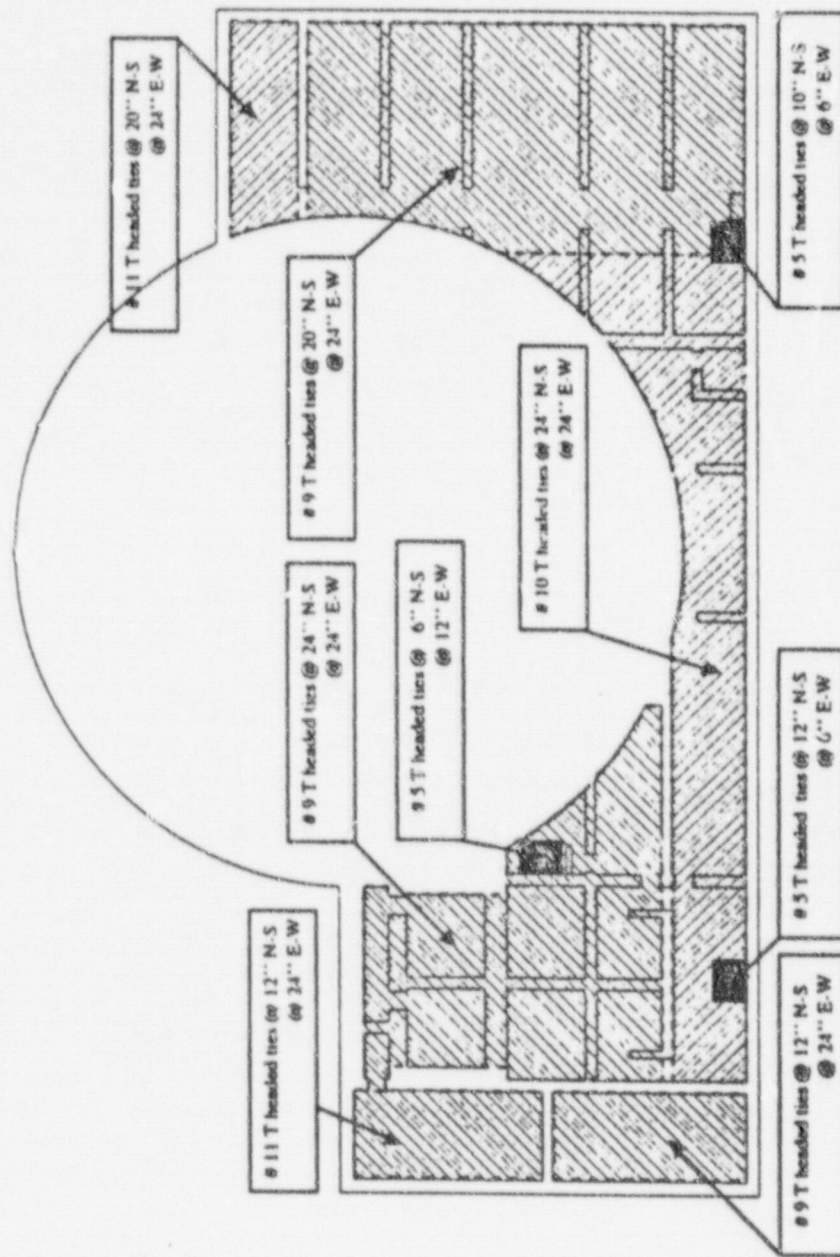 # 11 T headed ties @ 12'' N-S
@ 24'' E-W
# 9 T headed ties @ 24'' N-S
@ 24'' E-W
# 9 T headed ties @ 20'' N-S
@ 24'' E-W
# 11 T headed ties @ 20'' N-S
@ 24'' E-W
# 5 T headed ties @ 6'' N-S
@ 12'' E-W
# 10 T headed ties @ 24'' N-S
@ 24'' E-W
# 9 T headed ties @ 12'' N-S
@ 24'' E-W
# 5 T headed ties @ 12'' N-S
@ 6'' E-W
# 5 T headed ties @ 10'' N-S
@ 6'' E-W